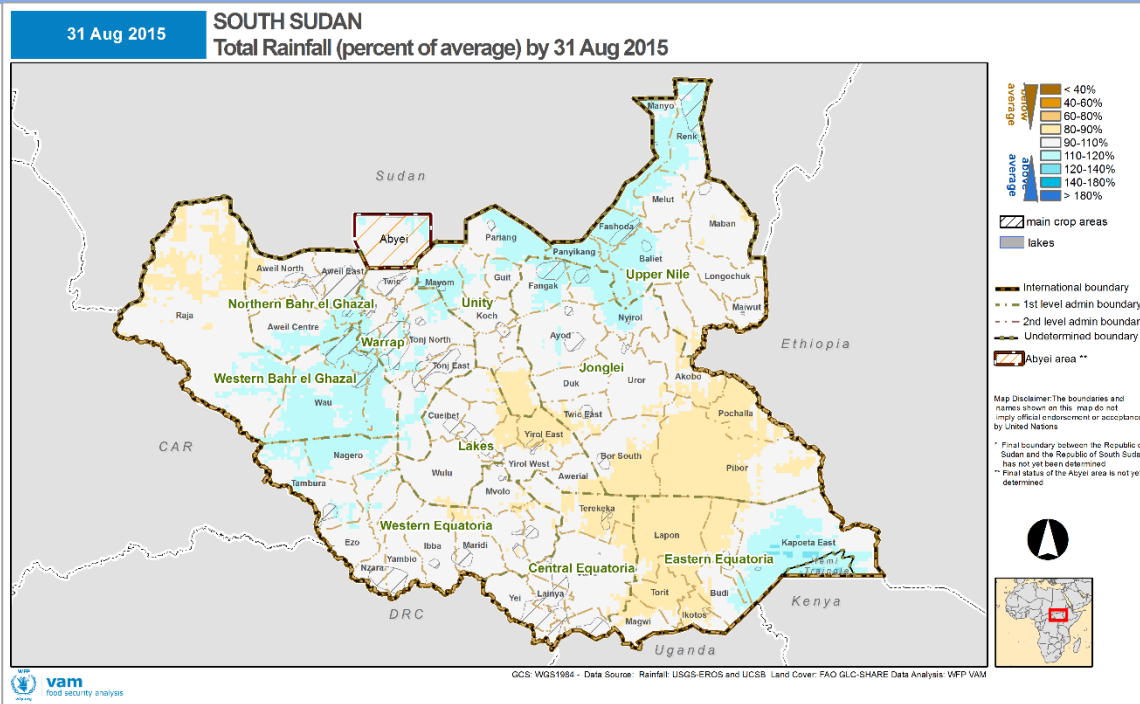 31 Aug 2015
SOUTH SUDAN
Total Rainfall (percent of average) by 31 Aug 2015
Manyo
Renk
Sudan
Melut
Maban
Abyei
Pariang
Fashoda
Panyikang
Baliet
Upper Nile
Longochuk
Maiwut
Aweil North
Aweil East
Twic
Mayom
Guit
Fangak
Northern Bahr el Ghazal
Unity
Koch
Nyirol
Raja
Aweil Centre
Warrap
Tonj North
Ayod
Ethiopia
Tonj East
Jonglei
Western Bahr el Ghazal
Duk
Uror
Akobo
Wau
Cueibet
Twic East
Pochalla
CAR
Lakes
Yirol East
Nagero
Wulu
Yirol West
Bor South
Pibor
Tambura
Mvolo
Awerial
Terekeka
Western Equatoria
Ezo
Ibba
Maridi
Lapon
Kapoeta East
Yambio
Nzara
Central Equatoria
Eastern Equatoria
Triangle
Yei
Lainya
Torit
Budi
Kenya
DRC
Magwi
Ikotos
Uganda
below
average
above
average
< 40%
40-60%
60-80%
80-90%
90-110%
110-120%
120-140%
140-180%
> 180%
main crop areas
lakes
International boundary
1st level admin boundary
2nd level admin boundar
Undetermined boundary
Abyei area **
Map Disclaimer:The boundaries and
names shown on this map do not
imply official endorsement or acceptance
by United Nations
* Final boundary between the Republic o
Sudan and the Republic of South Suda
has not yet been determined
** Final status of the Abyei area is not ye
determined
WFP
wfp.org
vam
food security analysis
GCS: WGS1984 - Data Source: Rainfall: USGS-EROS and UCSB Land Cover: FAO GLC-SHARE Data Analysis: WFP VAM